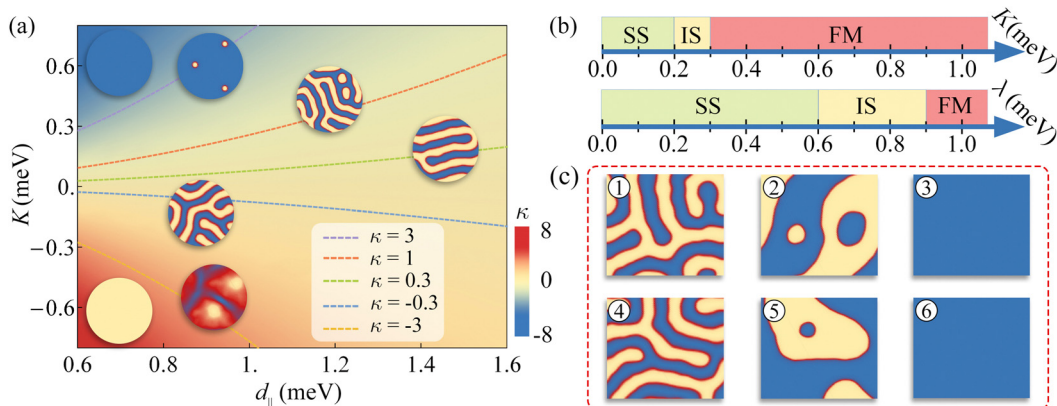 (a)
K (meV)
0.6
0.3
0.
−0.3
−0.6
0.6
0.8
1.0
1.2
1.4
1.6
d∥ (meV)
κ = 3
κ = 1
κ = 0.3
κ = -0.3
κ = -3
κ
8
0
-8
(b)
SS IS FM
K (meV)
0.0 0.2 0.4 0.6 0.8 1.0
SS IS FM
λ (meV)
0.0 0.2 0.4 0.6 0.8 1.0
(c)
1 2 3
4 5 6